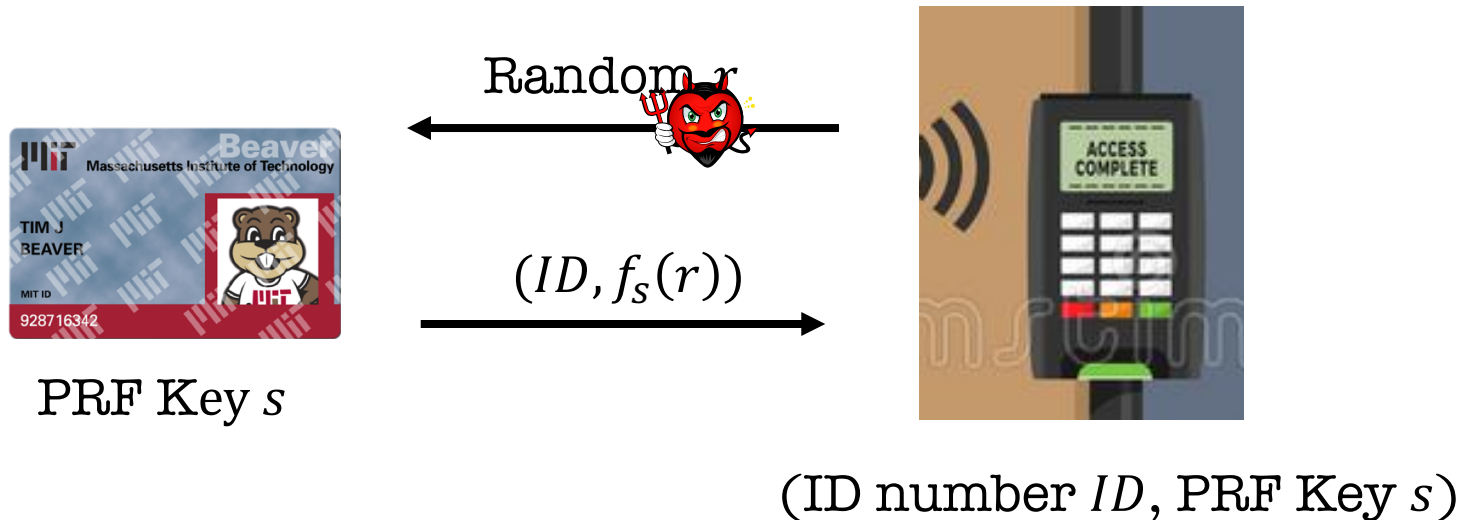 Random r
MIT
Beaver
Massachusetts Institute of Technology
TIM J
BEAVER
MIT ID
928716342
PRF Key s
(ID, f_s(r))
ACCESS
COMPLETE
(ID number ID, PRF Key s)